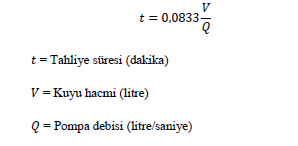 t = 0,0833 V/Q
t = Tahliye süresi (dakika)
V = Kuyu hacmi (litre)
Q = Pompa debisi (litre/saniye)